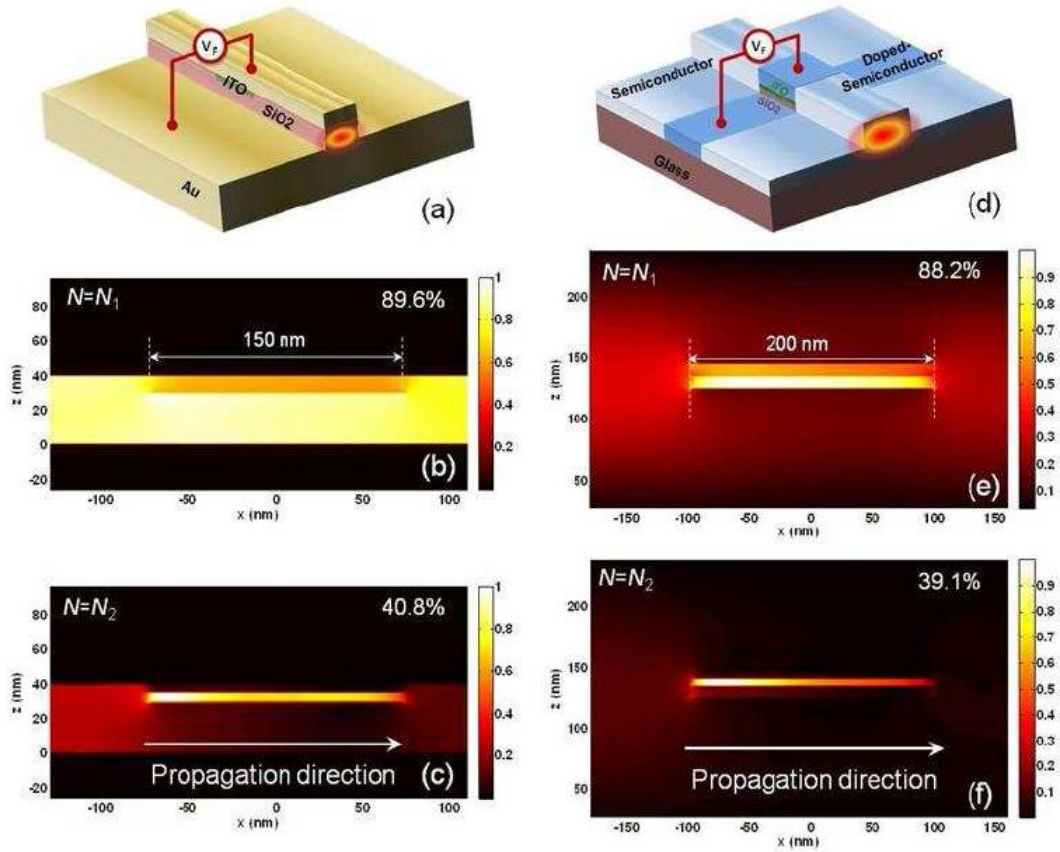 V_F
ITO
SiO2
Au
(a)
V_F
Semiconductor
Doped-
Semiconductor
ITO
SiO2
Glass
(d)
N=N₁
89.6%
150 nm
z (nm)
80
60
40
20
0
-20
-100
-50
0
50
100
x (nm)
1
0.8
0.6
0.4
0.2
(b)
N=N₁
88.2%
200 nm
z (nm)
200
150
100
50
-150
-100
-50
0
50
100
150
x (nm)
0.9
0.8
0.7
0.6
0.5
0.4
0.3
0.2
0.1
(e)
N=N₂
40.8%
z (nm)
80
60
40
20
0
-20
Propagation direction
-100
-50
0
50
100
x (nm)
1
0.8
0.6
0.4
0.2
(c)
N=N₂
39.1%
z (nm)
200
150
100
50
Propagation direction
-150
-100
-50
0
50
100
150
x (nm)
0.9
0.8
0.7
0.6
0.5
0.4
0.3
0.2
0.1
(f)